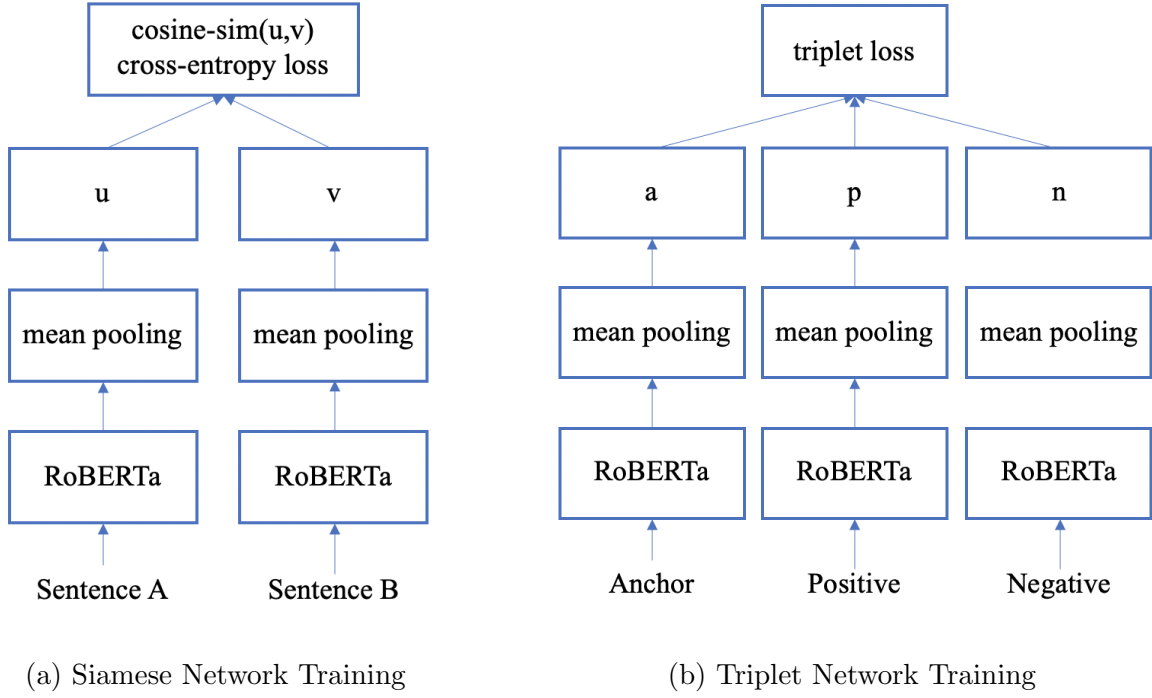 cosine-sim(u,v)
cross-entropy loss
u
v
mean pooling
mean pooling
RoBERTa
RoBERTa
Sentence A
Sentence B
(a) Siamese Network Training
triplet loss
a
p
n
mean pooling
mean pooling
mean pooling
RoBERTa
RoBERTa
RoBERTa
Anchor
Positive
Negative
(b) Triplet Network Training